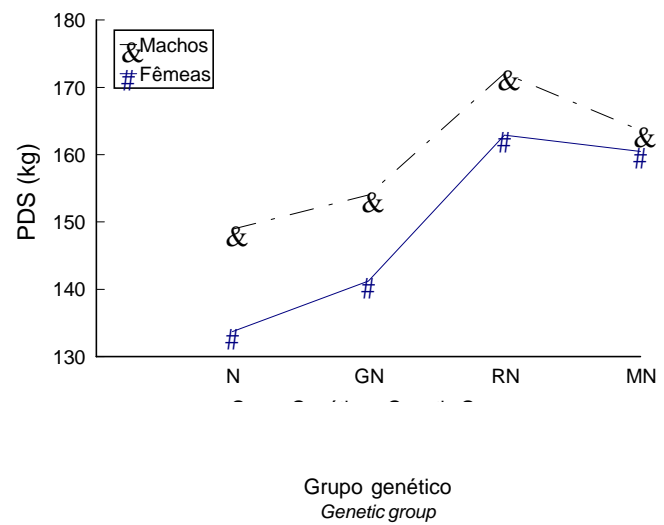 180
& Machos
# Fêmeas
170
160
150
140
130
PDS (kg)
& & & &
# # # #
N GN RN MN
Grupo genético
Genetic group